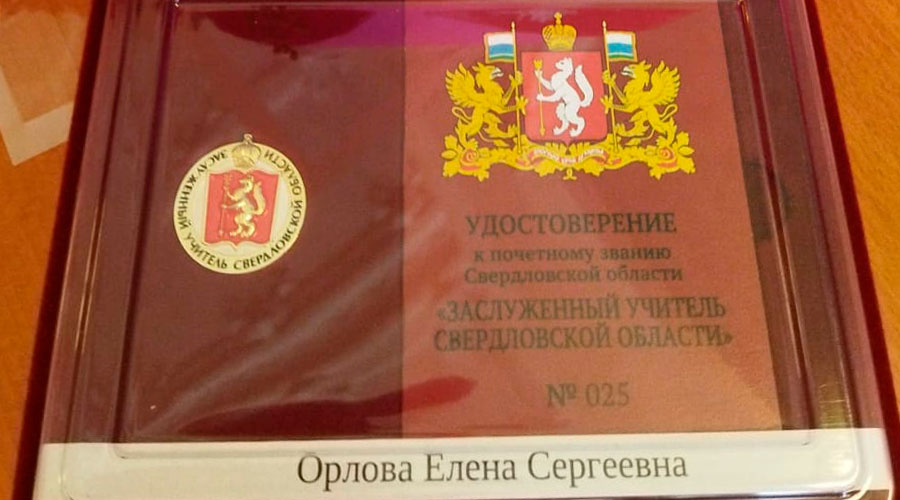 ЗАСЛУЖЕННЫЙ УЧИТЕЛЬ СВЕРДЛОВСКОЙ ОБЛАСТИ
УДОСТОВЕРЕНИЕ
к почетному званию
Свердловской области
«ЗАСЛУЖЕННЫЙ УЧИТЕЛЬ
СВЕРДЛОВСКОЙ ОБЛАСТИ»
№ 025
Орлова Елена Сергеевна